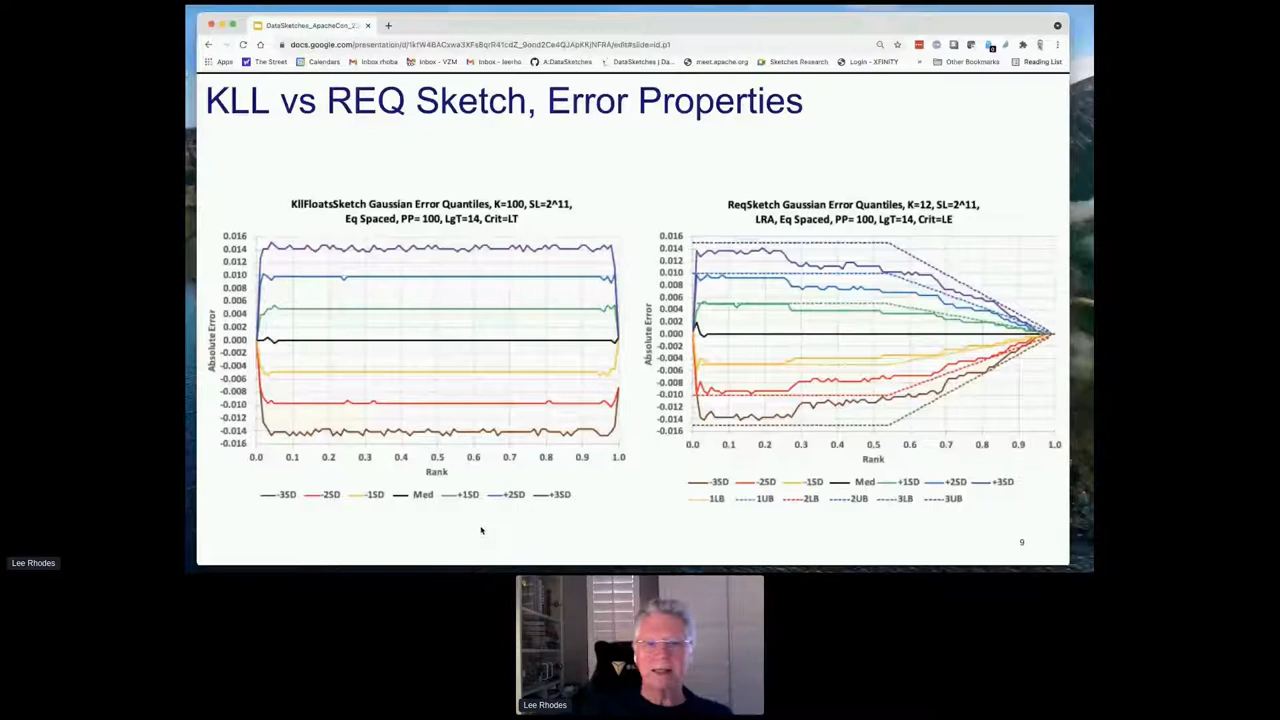 DataSketches_ApacheCon_2
docs.google.com/presentation/d/1kfW4BACxwa3XFs8qrR41cdZ_9ond2Ce4QJApKRjNFRA/edit#slide=id.p1
Apps The Street Calendars Inbox rhoba Inbox - VZM Inbox - leerho A:DataSketches DataSketches | Da... meet.apache.org Sketches Research Login - XFINITY » Other Bookmarks Reading List
KLL vs REQ Sketch, Error Properties
KllFloatsSketch Gaussian Error Quantiles, K=100, SL=2^11,
Eq Spaced, PP= 100, LgT=14, Crit=LT
0.016
0.014
0.012
0.010
0.008
0.006
0.004
0.002
0.000
-0.002
-0.004
-0.006
-0.008
-0.010
-0.012
-0.014
-0.016
Absolute Error
0.0 0.1 0.2 0.3 0.4 0.5 0.6 0.7 0.8 0.9 1.0
Rank
-3SD -2SD -1SD Med +1SD +2SD +3SD
ReqSketch Gaussian Error Quantiles, K=12, SL=2^11,
LRA, Eq Spaced, PP= 100, LgT=14, Crit=LE
0.016
0.014
0.012
0.010
0.008
0.006
0.004
0.002
0.000
-0.002
-0.004
-0.006
-0.008
-0.010
-0.012
-0.014
-0.016
Absolute Error
0.0 0.1 0.2 0.3 0.4 0.5 0.6 0.7 0.8 0.9 1.0
Rank
-3SD -2SD -1SD Med +1SD +2SD +3SD
1LB 1UB 2LB 2UB 3LB 3UB
9
Lee Rhodes
Lee Rhodes